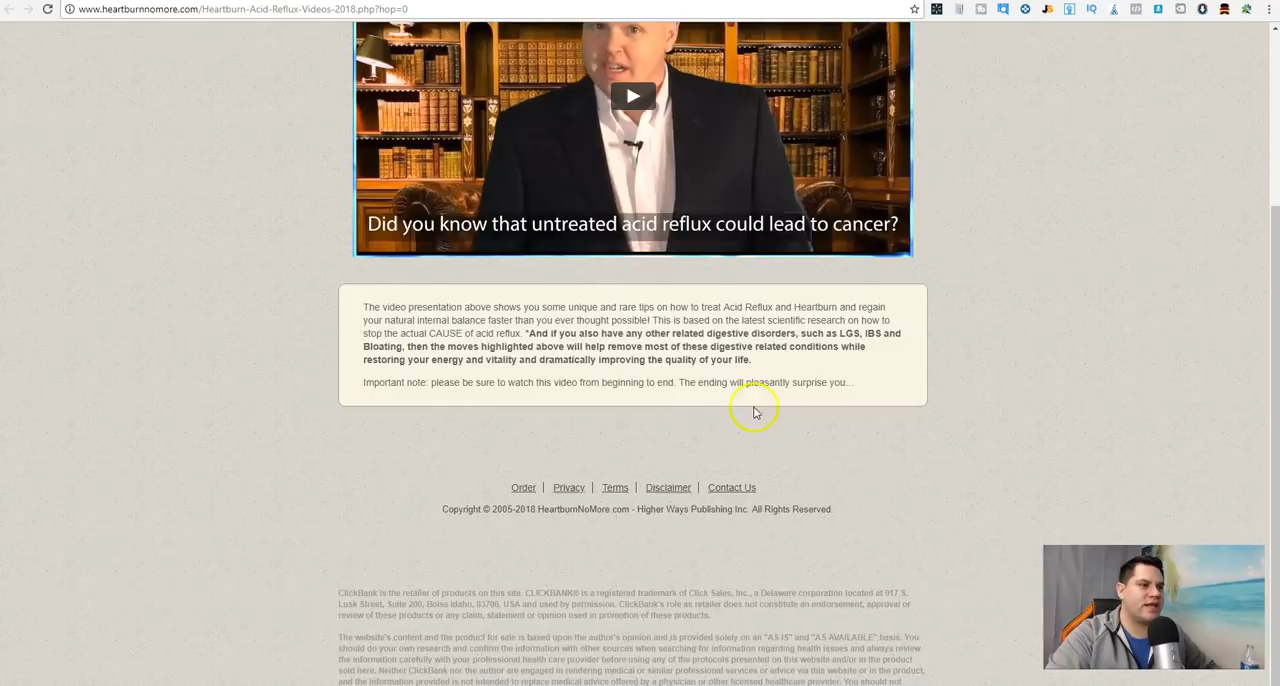 www.heartburnnomore.com/Heartburn-Acid-Reflux-Videos-2018.php?hop=0
Did you know that untreated acid reflux could lead to cancer?
The video presentation above shows you some unique and rare tips on how to treat Acid Reflux and Heartburn and regain
your natural internal balance faster than you ever thought possible! This is based on the latest scientific research on how to
stop the actual CAUSE of acid reflux. *And if you also have any other related digestive disorders, such as LGS, IBS and
Bloating, then the moves highlighted above will help remove most of these digestive related conditions while
restoring your energy and vitality and dramatically improving the quality of your life.
Important note: please be sure to watch this video from beginning to end. The ending will pleasantly surprise you...
Order | Privacy | Terms | Disclaimer | Contact Us
Copyright © 2005-2018 HeartburnNoMore.com - Higher Ways Publishing Inc. All Rights Reserved.
ClickBank is the retailer of products on this site. CLICKBANK® is a registered trademark of Click Sales, Inc., a Delaware corporation located at 917 S.
Lusk Street, Suite 200, Boise Idaho, 83706, USA and used by permission. ClickBank's role as retailer does not constitute an endorsement, approval or
review of these products or any claim, statement or opinion used in promotion of these products.
The website's content and the product for sale is based upon the author's opinion and is provided solely on an "AS IS" and "AS AVAILABLE" basis. You
should do your own research and confirm the information with other sources when searching for information regarding health issues and always review
the information carefully with your professional health care provider before using any of the protocols presented on this website and/or in the product
sold here. Neither ClickBank nor the author are engaged in rendering medical or similar professional services or advice via this website or in the product,
and the information provided is not intended to replace medical advice offered by a physician or other licensed healthcare provider. You should not